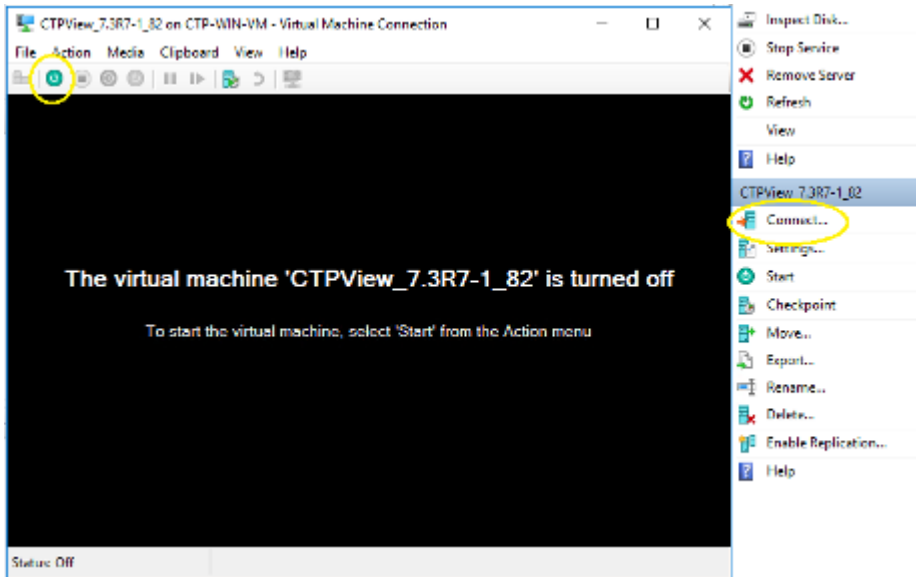 CTPView_7.3R7-1_82 on CTP-WIN-VM - Virtual Machine Connection
File Action Media Clipboard View Help
The virtual machine 'CTPView_7.3R7-1_82' is turned off
To start the virtual machine, select 'Start' from the Action menu
Status: Off
Inspect Disk...
Stop Service
Remove Server
Refresh
View
Help
CTPView_7.3R7-1_82
Connect...
Settings...
Start
Checkpoint
Move...
Export...
Rename...
Delete...
Enable Replication...
Help